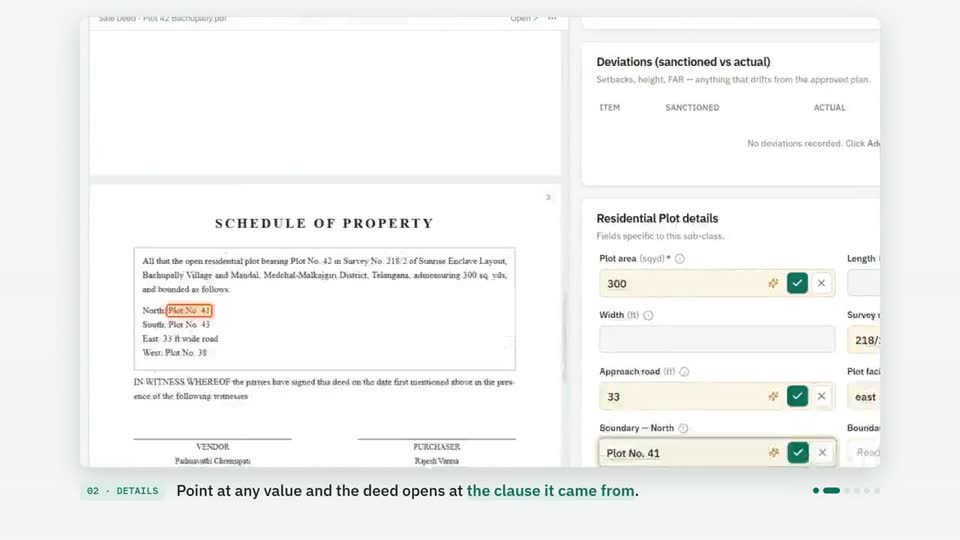 Sale Deed - Plot 42 Bachupally.pdf
Open ↗ ···
3
SCHEDULE OF PROPERTY
All that the open residential plot bearing Plot No. 42 in Survey No. 218/2 of Sunrise Enclave Layout,
Bachupally Village and Mandal, Medchal-Malkajgiri District, Telangana, admeasuring 300 sq. yds,
and bounded as follows.
North: Plot No. 41
South: Plot No. 43
East: 33 ft wide road
West: Plot No. 38
IN WITNESS WHEREOF the parties have signed this deed on the date first mentioned above in the pres-
ence of the following witnesses
VENDOR
PURCHASER
Rajesh Varma
Deviations (sanctioned vs actual)
Setbacks, height, FAR — anything that drifts from the approved plan.
ITEM SANCTIONED ACTUAL
No deviations recorded. Click
Residential Plot details
Fields specific to this sub-class.
Plot area (sqyd) *
Length
300
Width (ft)
Survey
218/
Approach road (ft)
Plot
33
east
Boundary — North
Plot No. 41
Read
02 · DETAILS
Point at any value and the deed opens at the clause it came from.